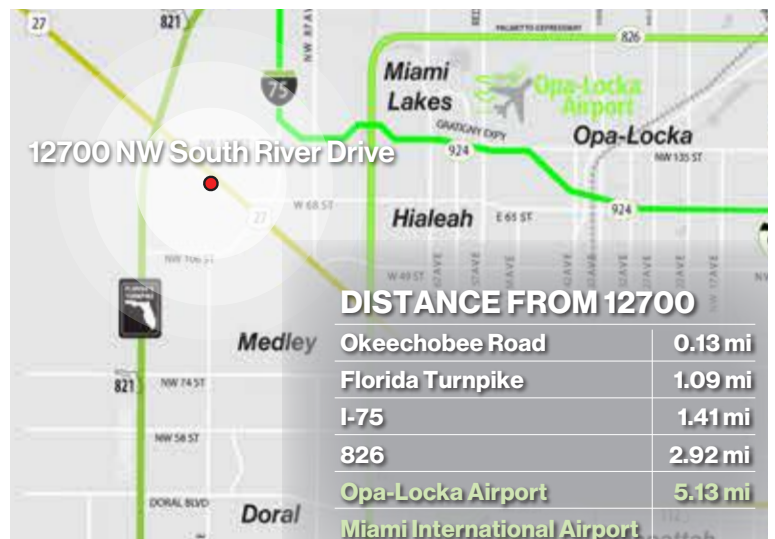 27
821
NW 87 AV
PALMETTO EXPRESSWAY
826
Miami
Lakes
75
Opa-Locka
Airport
GRATIGNY EXPY
924
Opa-Locka
NW 135 ST
12700 NW South River Drive
W 68 ST
27
Hialeah
E 65 ST
924
NW 106 ST
W 49 ST
FLORIDA'S
TURNPIKE
DISTANCE FROM 12700
Medley
Okeechobee Road 0.13 mi
Florida Turnpike 1.09 mi
821
NW 74 ST
I-75 1.41 mi
NW 58 ST
826 2.92 mi
Opa-Locka Airport 5.13 mi
DORAL BLVD
Doral
Miami International Airport
112